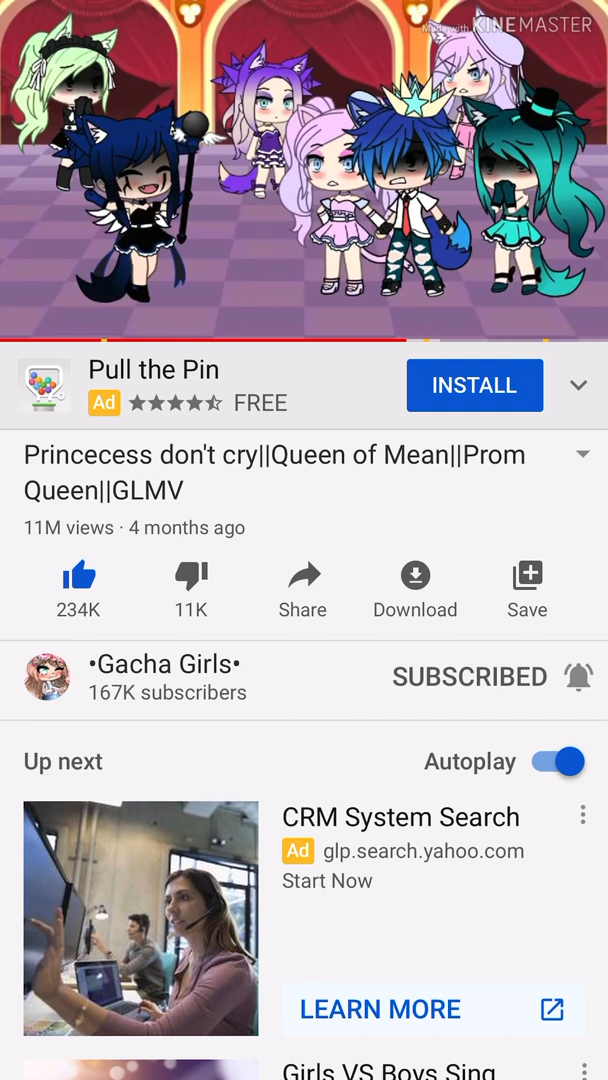 Made with KINEMASTER
Pull the Pin
Ad FREE
INSTALL
Princecess don't cry||Queen of Mean||Prom
Queen||GLMV
11M views · 4 months ago
234K 11K Share Download Save
•Gacha Girls•
167K subscribers
SUBSCRIBED
Up next
Autoplay
CRM System Search
Ad glp.search.yahoo.com
Start Now
LEARN MORE
Girls VS Boys Sing